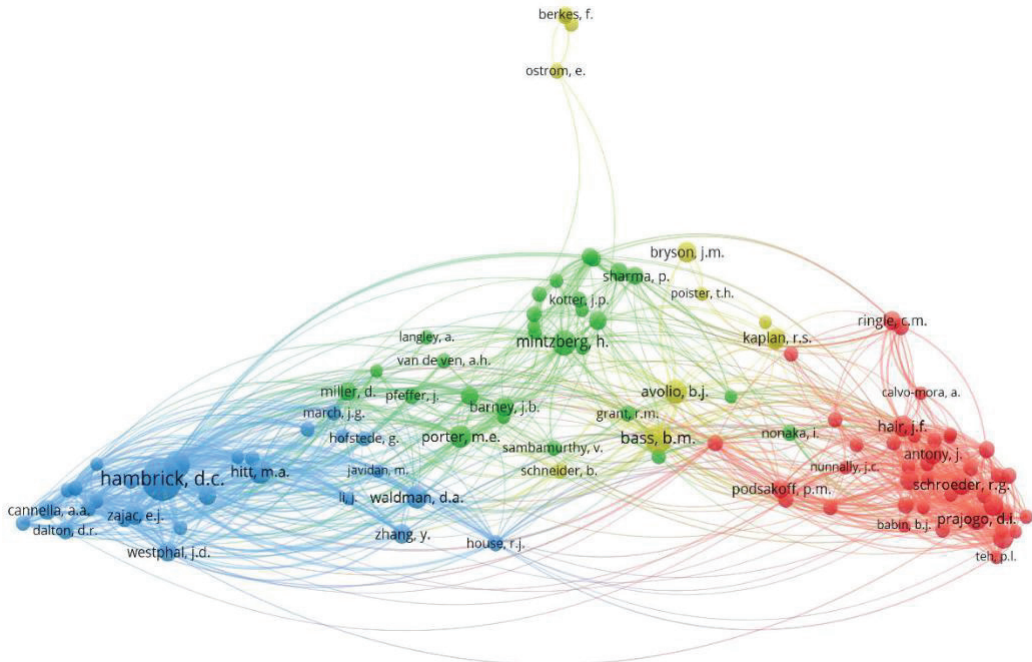 berkes, f.
ostrom, e.
bryson, j.m.
sharma, p.
poister, t.h.
kotter, j.p.
ringle, c.m.
langley, a.
mintzberg, h.
kaplan, r.s.
van de ven, a.h.
miller, d.
pfeffer, j.
avolio, b.j.
calvo-mora, a.
march, j.g.
barney, j.b.
grant, r.m.
hair, j.f.
hofstede, g.
porter, m.e.
bass, b.m.
nonaka, i.
sambamurthy, v.
antony, j.
hambrick, d.c.
hitt, m.a.
javidan, m.
schneider, b.
nunnally, j.c.
li, j.
waldman, d.a.
podsakoff, p.m.
schroeder, r.g.
cannella, a.a.
zajac, e.j.
dalton, d.r.
babin, b.j.
prajogo, d.i.
zhang, y.
house, r.j.
westphal, j.d.
teh, p.l.